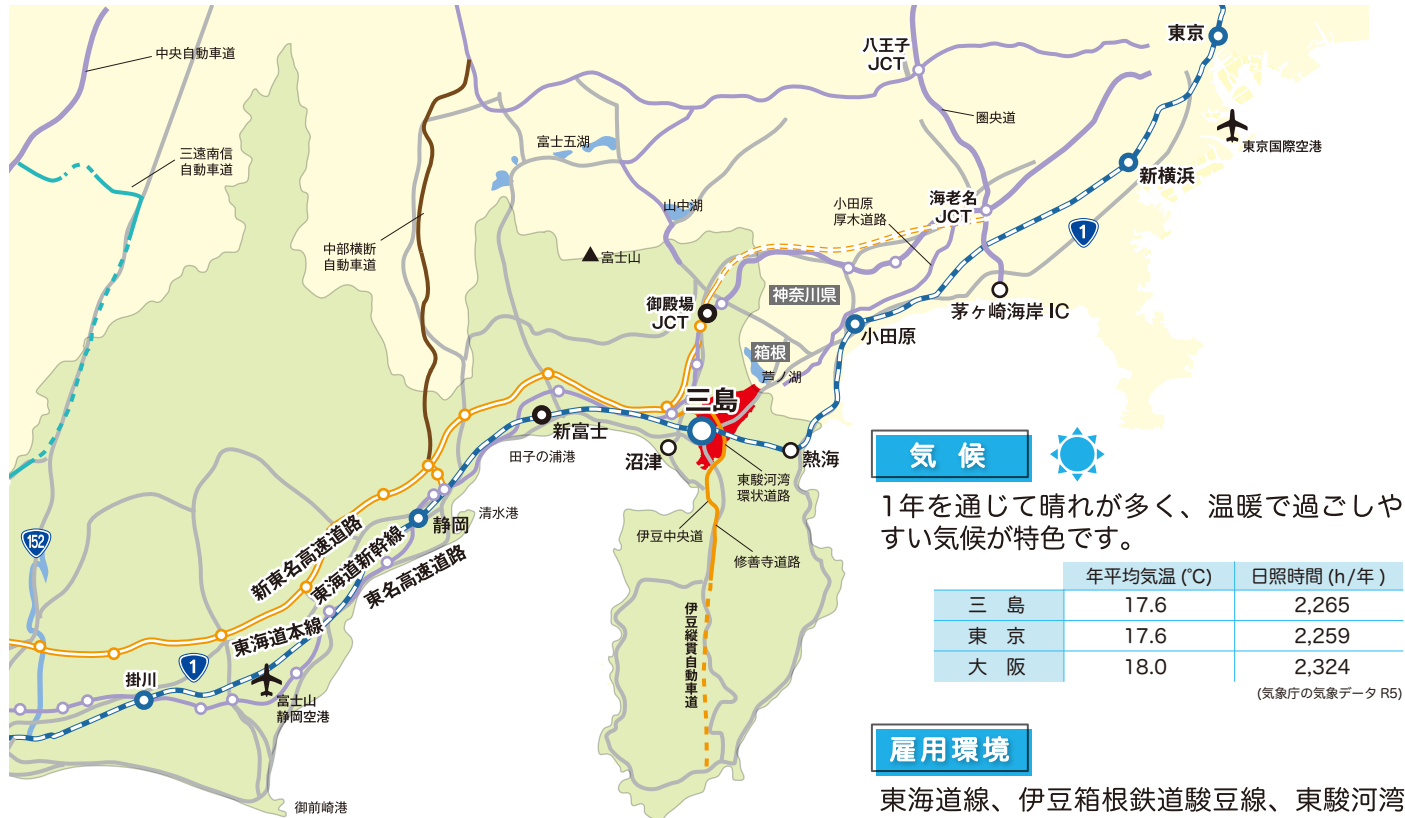 中央自動車道
八王子
JCT
東京
三遠南信
自動車道
富士五湖
圏央道
東京国際空港
新横浜
山中湖
小田原
厚木道路
海老名
JCT
1
中部横断
自動車道
富士山
御殿場
JCT
神奈川県
茅ヶ崎海岸 IC
小田原
箱根
芦ノ湖
三島
新富士
沼津
熱海
田子の浦港
東駿河湾
環状道路
清水港
静岡
伊豆中央道
修善寺道路
152
新東名高速道路
東海道新幹線
東名高速道路
東海道本線
伊豆縦貫自動車道
1
掛川
富士山
静岡空港
御前崎港
気 候
1年を通じて晴れが多く、温暖で過ごしや
すい気候が特色です。
年平均気温 (℃) 日照時間 (h/年)
三 島 17.6 2,265
東 京 17.6 2,259
大 阪 18.0 2,324
(気象庁の気象データ R5)
雇用環境
東海道線、伊豆箱根鉄道駿豆線、東駿河湾